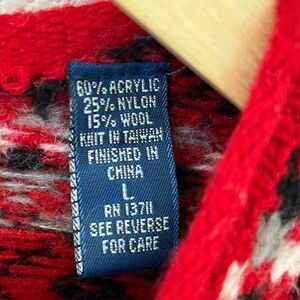 60% ACRYLIC
25% NYLON
15% WOOL
KNIT IN TAIWAN
FINISHED IN
CHINA
L
RN 13711
SEE REVERSE
FOR CARE